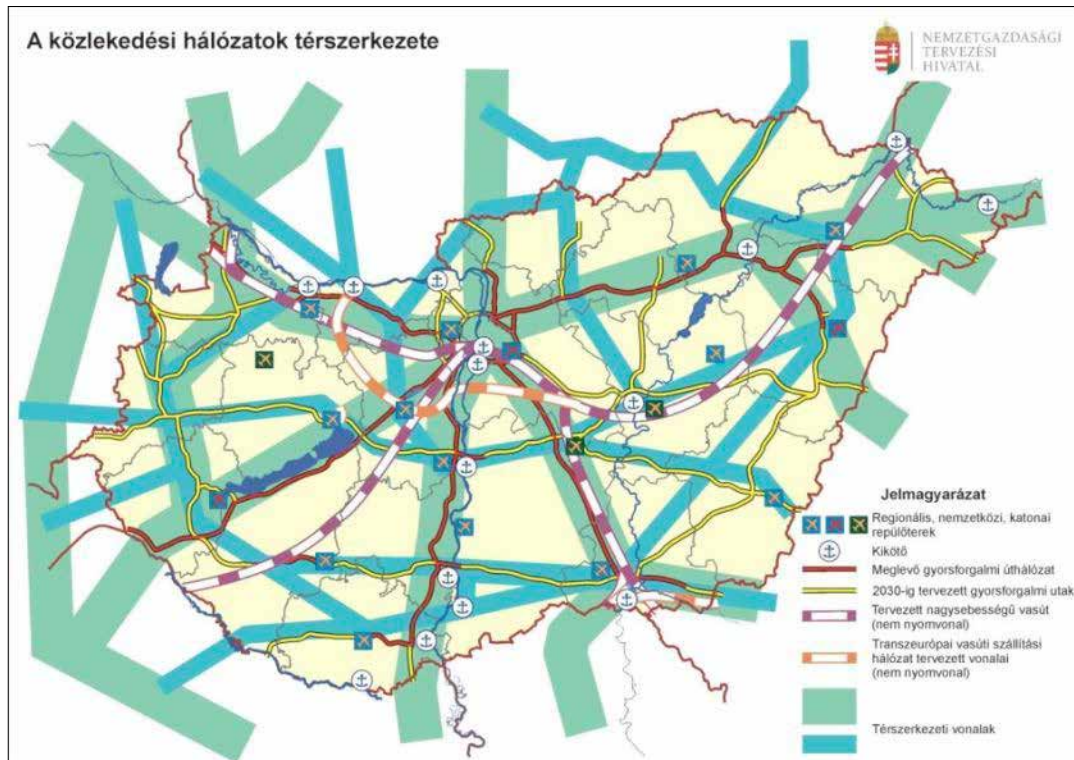 A közlekedési hálózatok térszerkezete
NEMZETGAZDASÁGI
TERVEZÉSI
HIVATAL
Jelmagyarázat
Regionális, nemzetközi, katonai
repülőterek
Kikötő
Meglevő gyorsforgalmi úthálózat
2030-ig tervezett gyorsforgalmi utak
Tervezett nagysebességű vasút
(nem nyomvonal)
Transzeurópai vasúti szállítási
hálózat tervezett vonalai
(nem nyomvonal)
Térszerkezeti vonalak